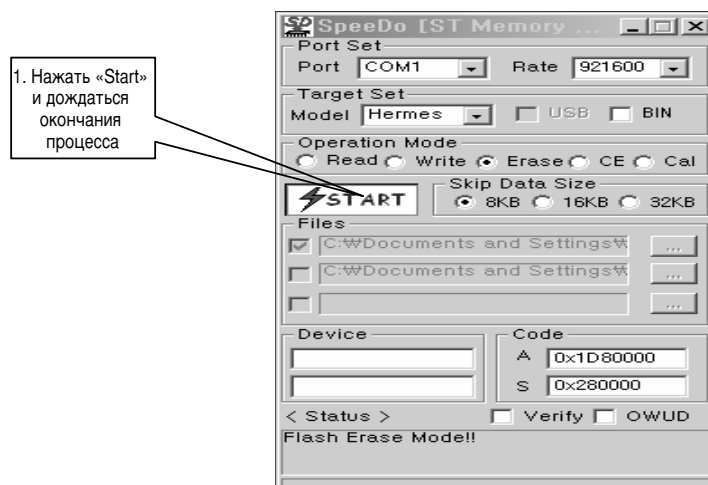 SpeeDo [ST Memory ...
Port Set
Port COM1 Rate 921600
1. Нажать «Start»
и дождаться
окончания
процесса
Target Set
Model Hermes USB BIN
Operation Mode
Read Write Erase CE Cal
START
Skip Data Size
8KB 16KB 32KB
Files
C:₩Documents and Settings₩ ...
C:₩Documents and Settings₩ ...
...
Device
Code
A 0x1D80000
S 0x280000
< Status > Verify OWUD
Flash Erase Mode!!